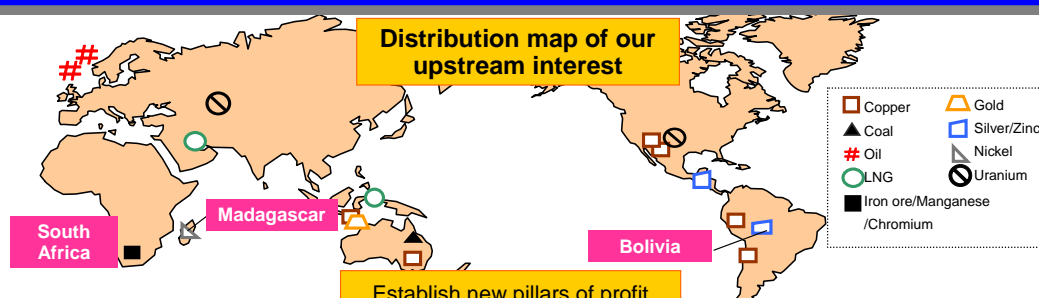 Distribution map of our
upstream interest
Copper
Gold
Coal
Silver/Zinc
Oil
Nickel
LNG
Uranium
Iron ore/Manganese
/Chromium
Madagascar
South
Africa
Bolivia
Establish new pillars of profit